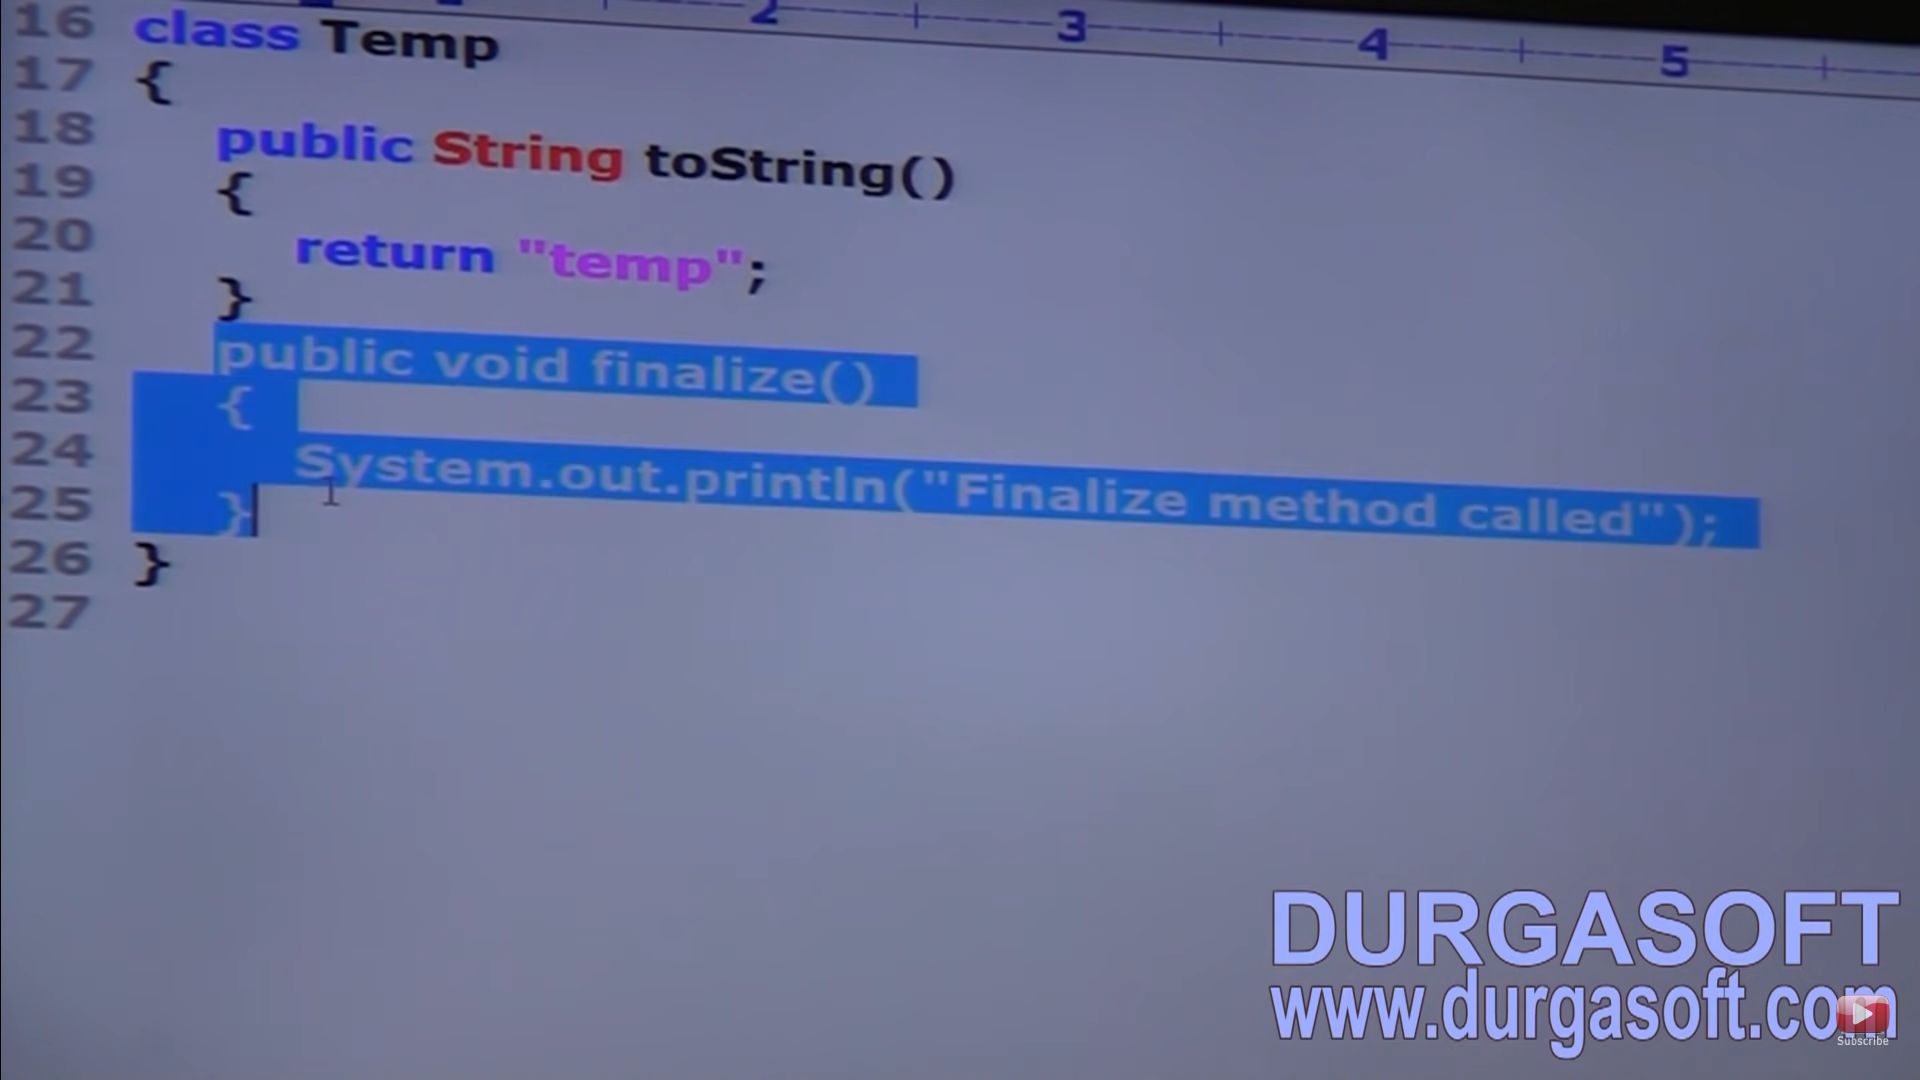 2 3 4 5
16 class Temp
17 {
18 public String toString()
19 {
20 return "temp";
21 }
22 public void finalize()
23 {
24 System.out.println("Finalize method called");
25 }
26 }
27
DURGASOFT
www.durgasoft.com
Subscribe